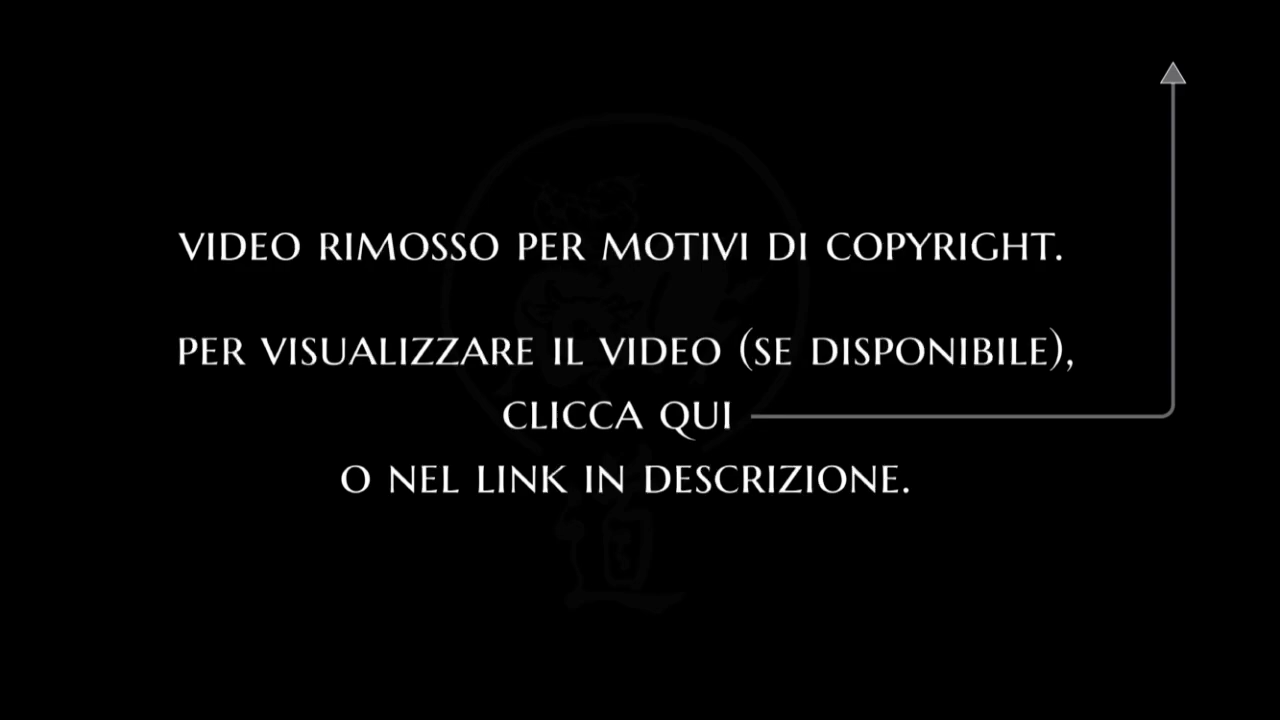 VIDEO RIMOSSO PER MOTIVI DI COPYRIGHT.
PER VISUALIZZARE IL VIDEO (SE DISPONIBILE),
CLICCA QUI
O NEL LINK IN DESCRIZIONE.